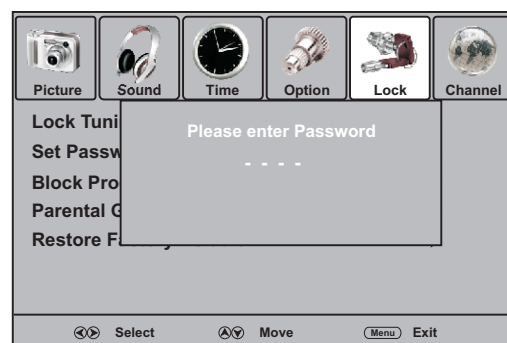 Picture Sound Time Option Lock Channel
Lock Tuni
Please enter Password
Set Passw
- - - -
Block Pro
Parental G
Restore Fa
Select Move Menu Exit